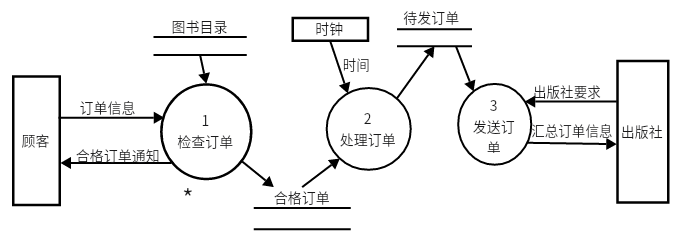 图书目录
时钟
待发订单
时间
订单信息
1
检查订单
2
处理订单
3
发送订
单
出版社要求
汇总订单信息
出版社
顾客
合格订单通知
*
合格订单